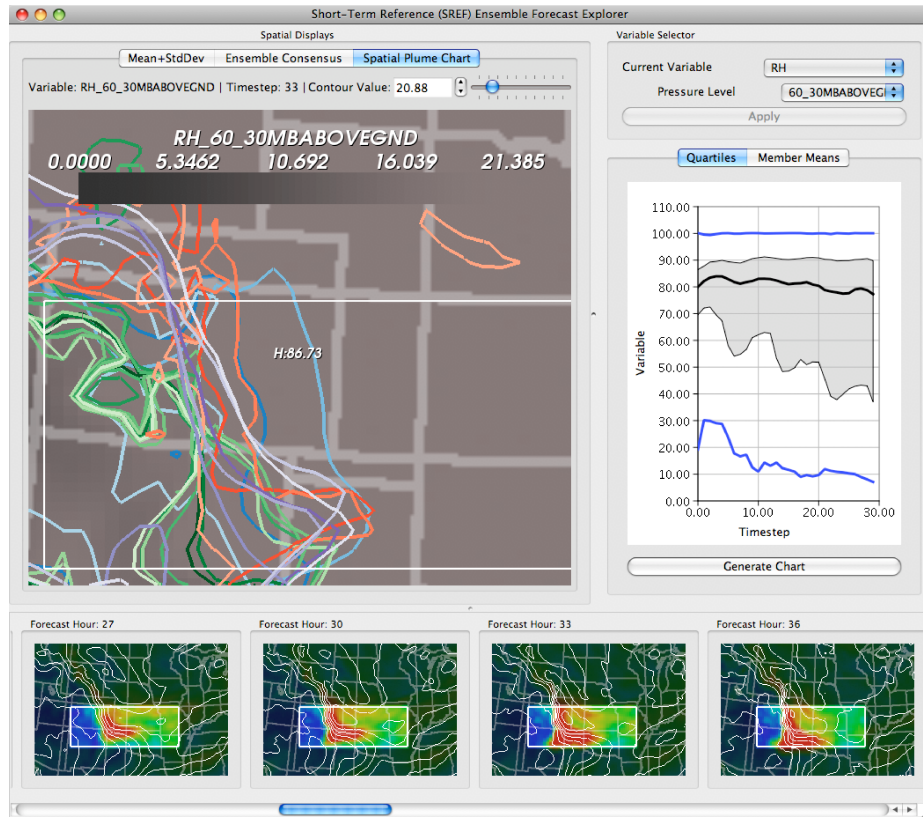 Short-Term Reference (SREF) Ensemble Forecast Explorer
Spatial Displays
Mean+StdDev Ensemble Consensus Spatial Plume Chart
Variable: RH_60_30MBABOVEGND | Timestep: 33 | Contour Value: 20.88
RH_60_30MBABOVEGND
0.0000 5.3462 10.692 16.039 21.385
H:86.73
Variable Selector
Current Variable RH
Pressure Level 60_30MBABOVEGI
Apply
Quartiles Member Means
110.00
100.00
90.00
80.00
70.00
60.00
50.00
40.00
30.00
20.00
10.00
0.00
Variable
0.00 10.00 20.00 30.00
Timestep
Generate Chart
Forecast Hour: 27 Forecast Hour: 30 Forecast Hour: 33 Forecast Hour: 36